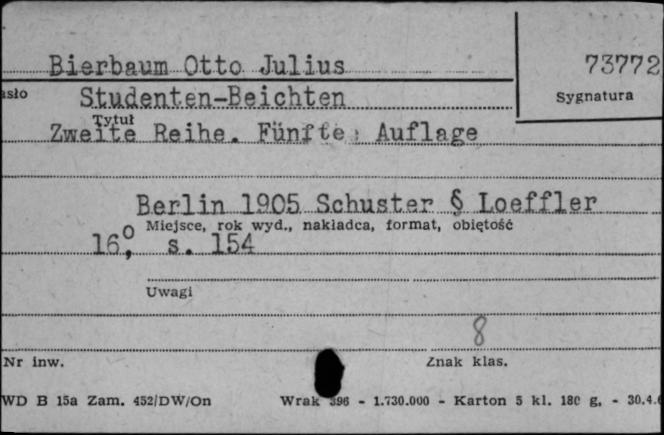 Bierbaum Otto Julius
73772
asło Studenten-Beichten
Sygnatura
Tytuł
Zweite Reihe. Fünfte Auflage
Berlin 1905 Schuster § Loeffler
Miejsce, rok wyd., nakładca, format, objętość
16,° s. 154
Uwagi
8
Nr inw.
Znak klas.
WD B 15a Zam. 452/DW/On Wrak 396 - 1.730.000 - Karton 5 kl. 180 g. - 30.4.